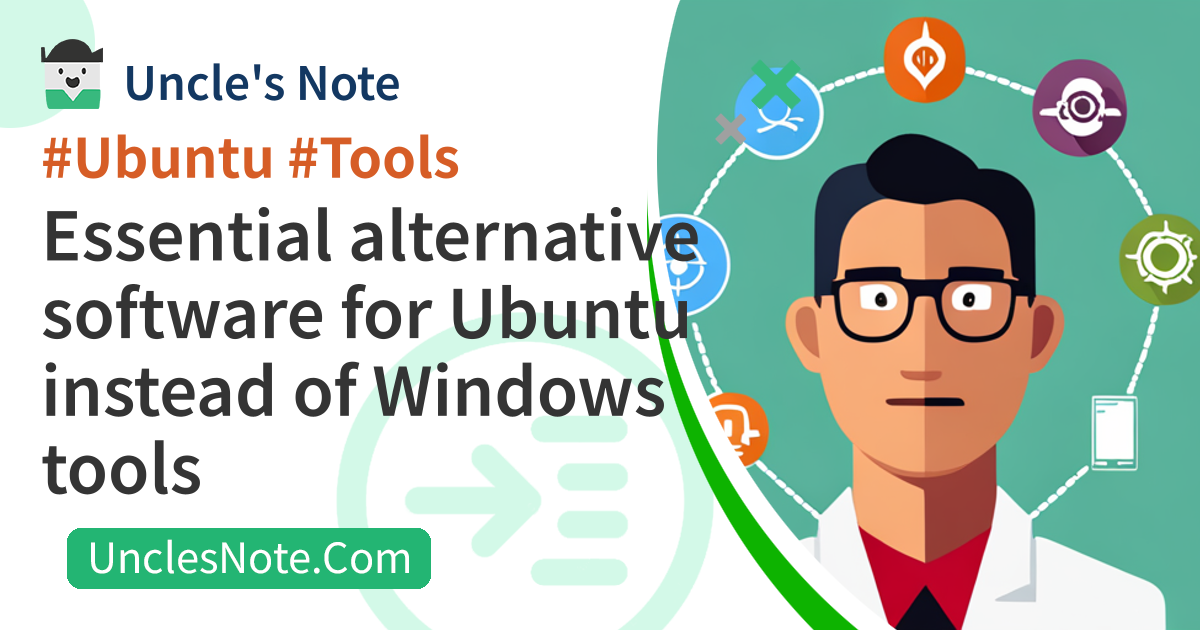 Uncle's Note
#Ubuntu #Tools
Essential alternative
software for Ubuntu
instead of Windows
tools
UnclesNote.Com